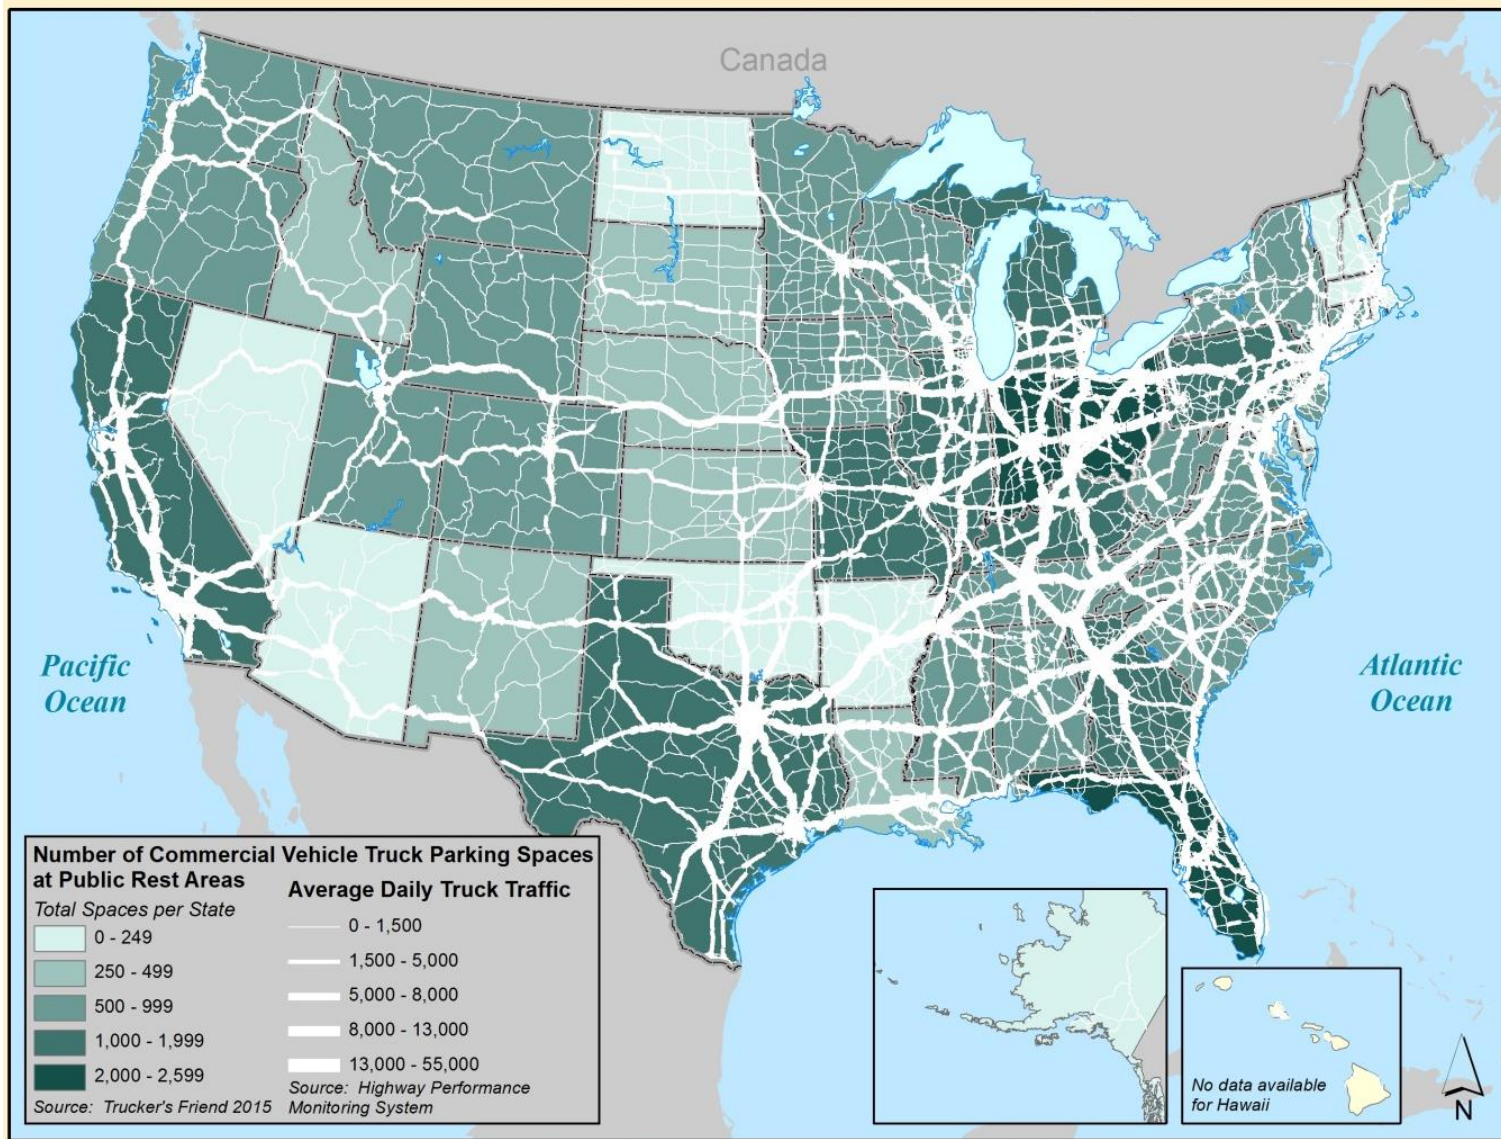 Canada
Pacific
Ocean
Atlantic
Ocean
Number of Commercial Vehicle Truck Parking Spaces
at Public Rest Areas
Total Spaces per State
0 - 249
250 - 499
500 - 999
1,000 - 1,999
2,000 - 2,599
Source: Trucker's Friend 2015
Average Daily Truck Traffic
0 - 1,500
1,500 - 5,000
5,000 - 8,000
8,000 - 13,000
13,000 - 55,000
Source: Highway Performance
Monitoring System
No data available
for Hawaii
N